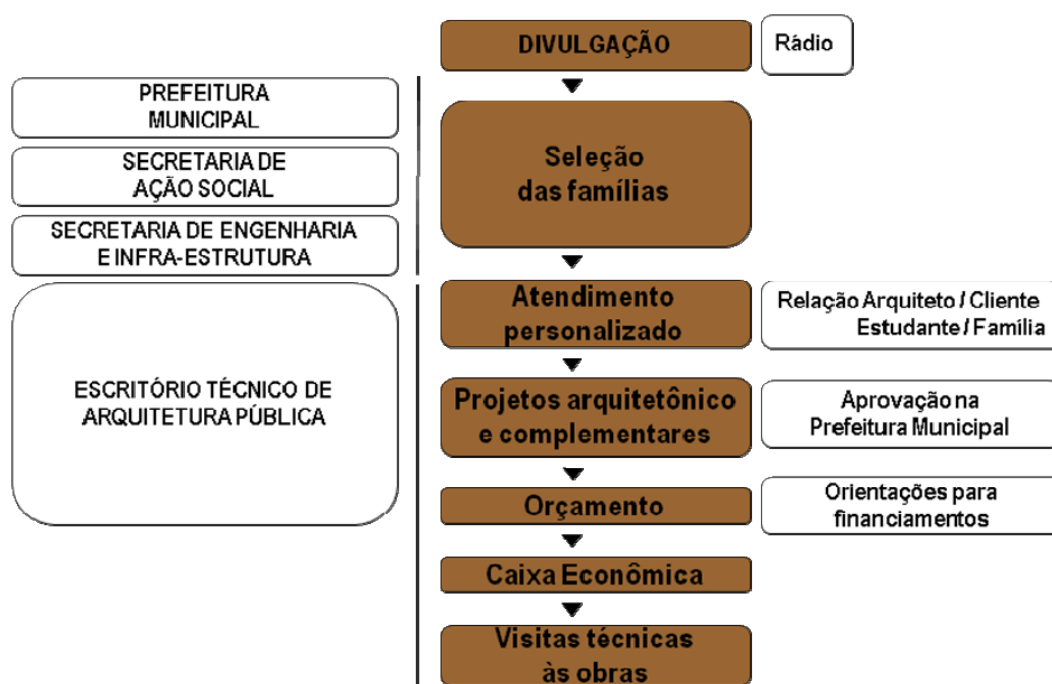 DIVULGAÇÃO
Rádio
PREFEITURA
MUNICIPAL
SECRETARIA DE
AÇÃO SOCIAL
SECRETARIA DE ENGENHARIA
E INFRA-ESTRUTURA
Seleção
das famílias
ESCRITÓRIO TÉCNICO DE
ARQUITETURA PÚBLICA
Atendimento
personalizado
Relação Arquiteto / Cliente
Estudante / Família
Projetos arquitetônico
e complementares
Aprovação na
Prefeitura Municipal
Orçamento
Orientações para
financiamentos
Caixa Econômica
Visitas técnicas
às obras